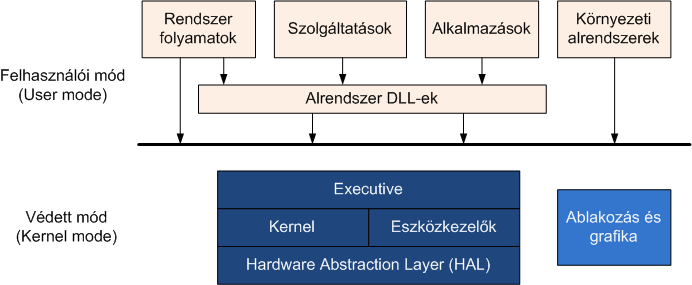 Rendszer
folyamatok
Szolgáltatások
Alkalmazások
Környezeti
alrendszerek
Felhasználói mód
(User mode)
Alrendszer DLL-ek
Executive
Védett mód
(Kernel mode)
Kernel
Eszközkezelők
Ablakozás és
grafika
Hardware Abstraction Layer (HAL)